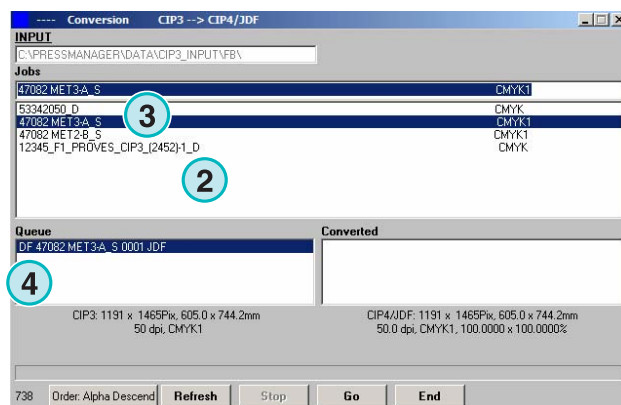 ---- Conversion CIP3 --> CIP4/JDF
INPUT
C:\PRESSMANAGER\DATA\CIP3_INPUT\FB\
Jobs
47082 MET3-A_S CMYK1
53342050_D CMYK
47082 MET3-A_S CMYK1
47082 MET2-B_S CMYK1
12345_F1_PROVES_CIP3_(2452)-1_D CMYK
3
2
Queue Converted
DF 47082 MET3-A_S 0001 JDF
4
CIP3: 1191 x 1465Pix, 605.0 x 744.2mm CIP4/JDF: 1191 x 1465Pix, 605.0 x 744.2mm
50 dpi, CMYK1 50.0 dpi, CMYK1, 100.0000 x 100.0000%
738 Order: Alpha Descend Refresh Stop Go End